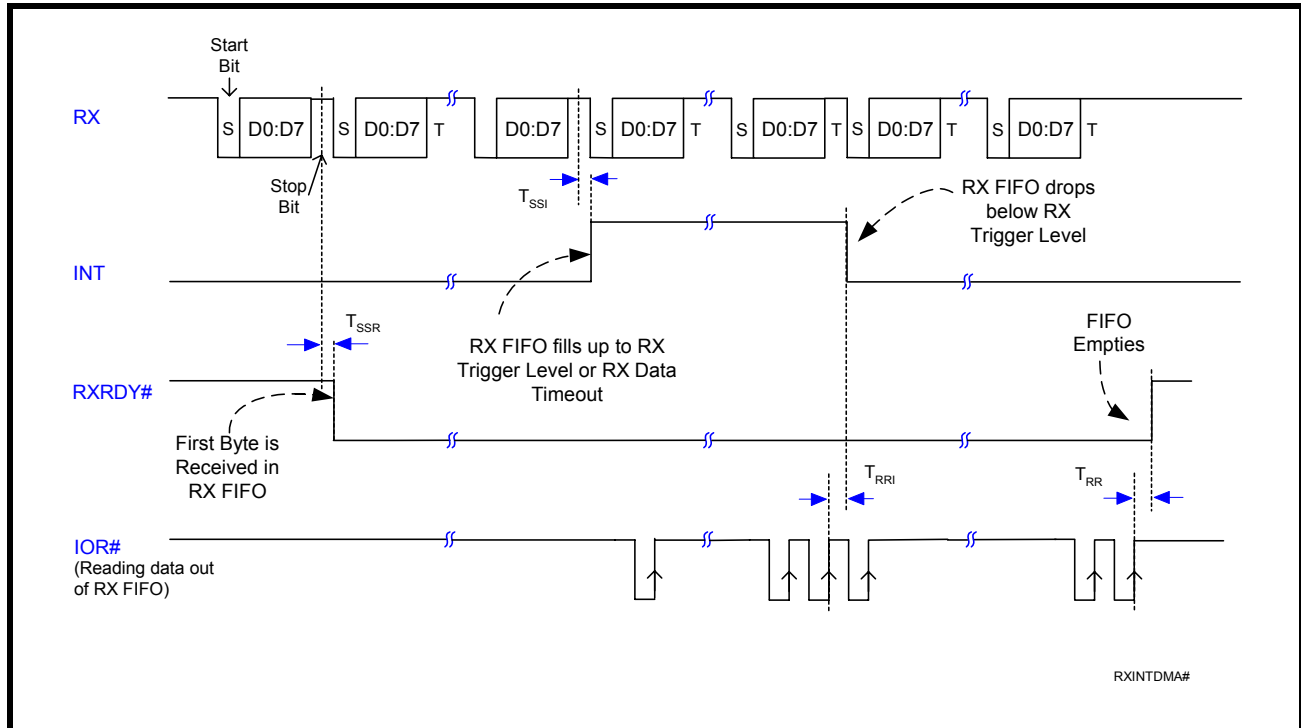 Start
Bit
RX
S D0:D7 S D0:D7 T D0:D7 S D0:D7 T S D0:D7 T S D0:D7 T S D0:D7 T
Stop
Bit
TSSI
RX FIFO drops
below RX
Trigger Level
INT
TSSR
RX FIFO fills up to RX
Trigger Level or RX Data
Timeout
FIFO
Empties
RXRDY#
First Byte is
Received in
RX FIFO
TRRI
TRR
IOR#
(Reading data out
of RX FIFO)
RXINTDMA#